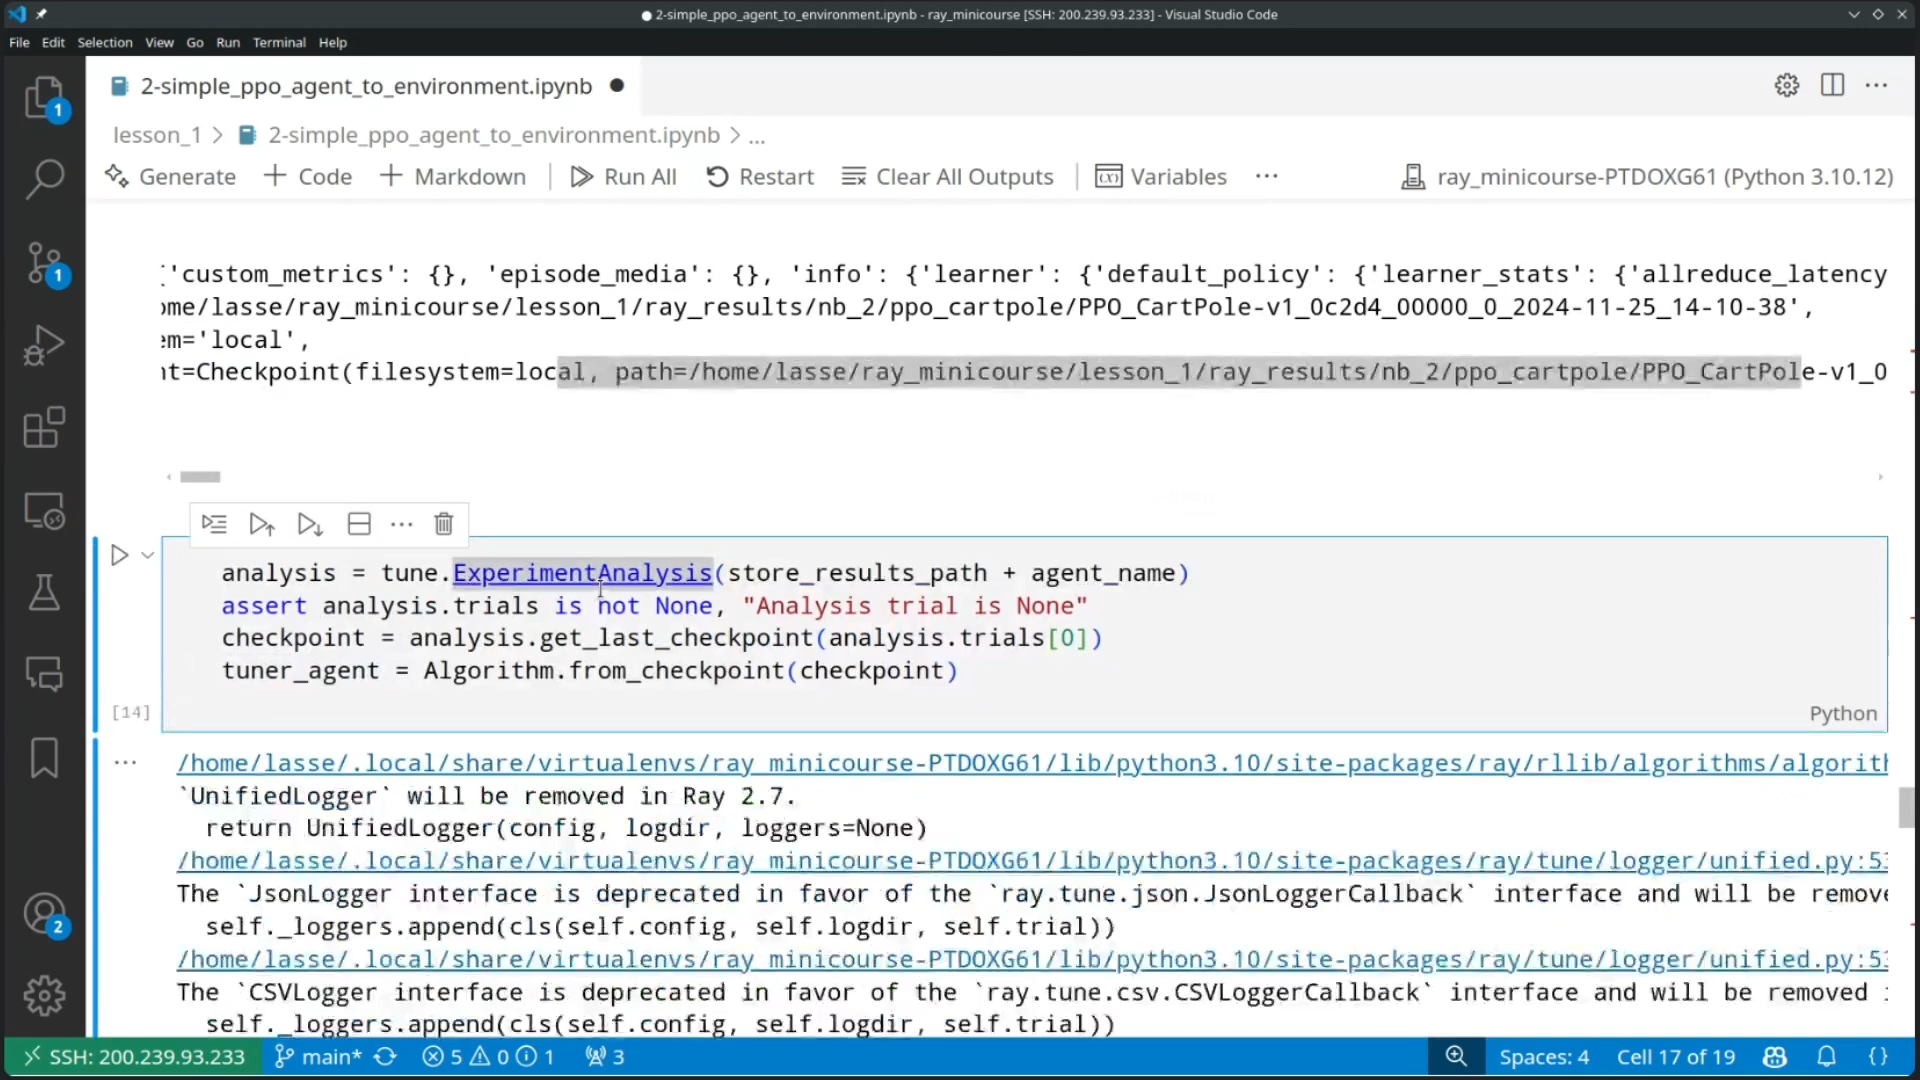 2-simple_ppo_agent_to_environment.ipynb - ray_minicourse [SSH: 200.239.93.233] - Visual Studio Code
File Edit Selection View Go Run Terminal Help
2-simple_ppo_agent_to_environment.ipynb
lesson_1 > 2-simple_ppo_agent_to_environment.ipynb > ...
Generate + Code + Markdown Run All Restart Clear All Outputs Variables ... ray_minicourse-PTDOXG61 (Python 3.10.12)
'custom_metrics': {}, 'episode_media': {}, 'info': {'learner': {'default_policy': {'learner_stats': {'allreduce_latency
ome/lasse/ray_minicourse/lesson_1/ray_results/nb_2/ppo_cartpole/PPO_CartPole-v1_0c2d4_00000_0_2024-11-25_14-10-38',
em='local',
nt=Checkpoint(filesystem=local, path=/home/lasse/ray_minicourse/lesson_1/ray_results/nb_2/ppo_cartpole/PPO_CartPole-v1_0
analysis = tune.ExperimentAnalysis(store_results_path + agent_name)
assert analysis.trials is not None, "Analysis trial is None"
checkpoint = analysis.get_last_checkpoint(analysis.trials[0])
tuner_agent = Algorithm.from_checkpoint(checkpoint)
[14]
Python
/home/lasse/.local/share/virtualenvs/ray_minicourse-PTDOXG61/lib/python3.10/site-packages/ray/rllib/algorithms/algorith
`UnifiedLogger` will be removed in Ray 2.7.
return UnifiedLogger(config, logdir, loggers=None)
/home/lasse/.local/share/virtualenvs/ray_minicourse-PTDOXG61/lib/python3.10/site-packages/ray/tune/logger/unified.py:53
The `JsonLogger interface is deprecated in favor of the `ray.tune.json.JsonLoggerCallback` interface and will be remove
self._loggers.append(cls(self.config, self.logdir, self.trial))
/home/lasse/.local/share/virtualenvs/ray_minicourse-PTDOXG61/lib/python3.10/site-packages/ray/tune/logger/unified.py:53
The `CSVLogger interface is deprecated in favor of the `ray.tune.csv.CSVLoggerCallback` interface and will be removed
self._loggers.append(cls(self.config, self.logdir, self.trial))
1
1
2
SSH: 200.239.93.233 main* 5 0 1 3 Spaces: 4 Cell 17 of 19 {}